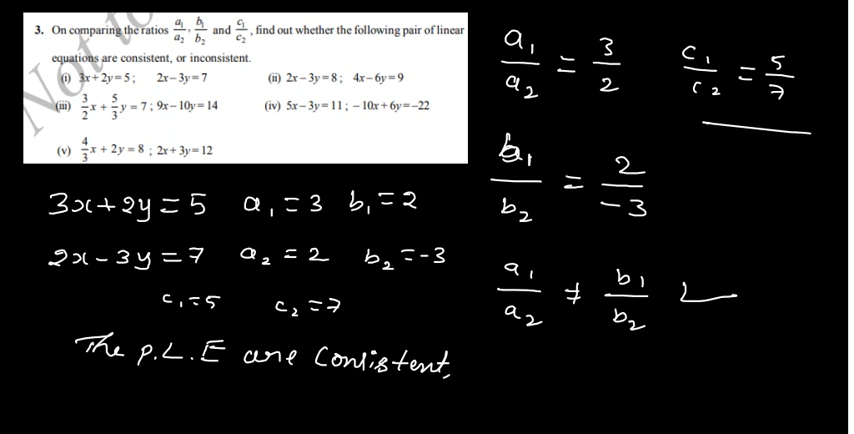 Not to
3. On comparing the ratios a₁/a₂, b₁/b₂ and c₁/c₂, find out whether the following pair of linear
equations are consistent, or inconsistent.
(i) 3x + 2y = 5 ; 2x – 3y = 7 (ii) 2x – 3y = 8 ; 4x – 6y = 9
(iii) 3/2 x + 5/3 y = 7 ; 9x – 10y = 14 (iv) 5x – 3y = 11 ; – 10x + 6y = –22
(v) 4/3 x + 2y = 8 ; 2x + 3y = 12
3x + 2y = 5 a₁ = 3 b₁ = 2
2x – 3y = 7 a₂ = 2 b₂ = -3
c₁ = 5 c₂ = 7
The P.L.E are Consistent.
a₁/a₂ = 3/2 c₁/c₂ = 5/7
b₁/b₂ = 2/-3
a₁/a₂ ≠ b₁/b₂